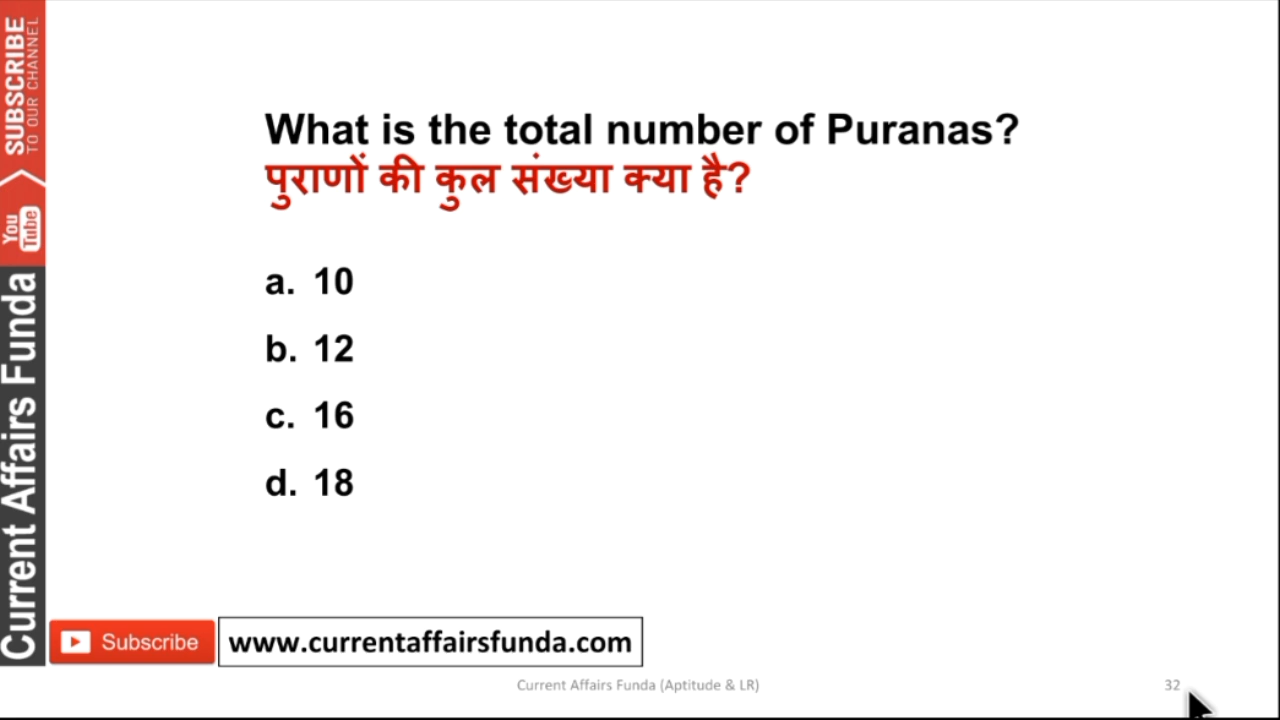 What is the total number of Puranas?
पुराणों की कुल संख्या क्या है?
a. 10
b. 12
c. 16
d. 18
SUBSCRIBE
TO OUR CHANNEL
You
Tube
Current Affairs Funda
Subscribe
www.currentaffairsfunda.com
Current Affairs Funda (Aptitude & LR)
32